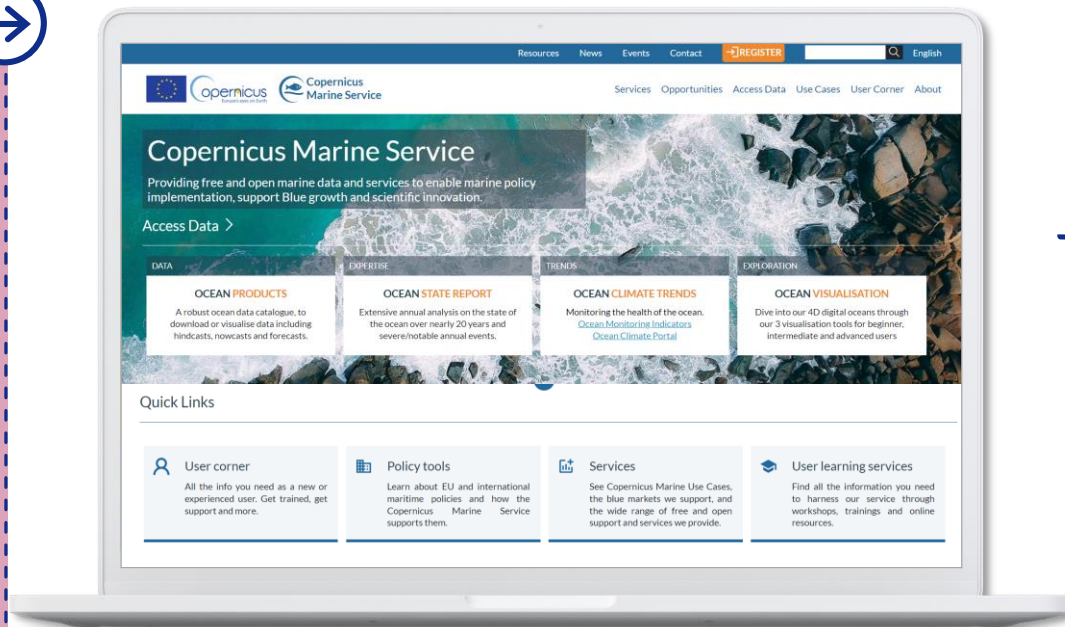 Resources News Events Contact REGISTER English
Copernicus
Europe's eyes on Earth
Copernicus
Marine Service
Services Opportunities Access Data Use Cases User Corner About
Copernicus Marine Service
Providing free and open marine data and services to enable marine policy
implementation, support Blue growth and scientific innovation.
Access Data
DATA
OCEAN PRODUCTS
A robust ocean data catalogue, to
download or visualise data including
hindcasts, nowcasts and forecasts.
EXPERTISE
OCEAN STATE REPORT
Extensive annual analysis on the state of
the ocean over nearly 20 years and
severe/notable annual events.
TRENDS
OCEAN CLIMATE TRENDS
Monitoring the health of the ocean.
Ocean Monitoring Indicators
Ocean Climate Portal
EXPLORATION
OCEAN VISUALISATION
Dive into our 4D digital oceans through
our 3 visualisation tools for beginner,
intermediate and advanced users
Quick Links
User corner
All the info you need as a new or
experienced user. Get trained, get
support and more.
Policy tools
Learn about EU and international
maritime policies and how the
Copernicus Marine Service
supports them.
Services
See Copernicus Marine Use Cases,
the blue markets we support, and
the wide range of free and open
support and services we provide.
User learning services
Find all the information you need
to harness our service through
workshops, trainings and online
resources.